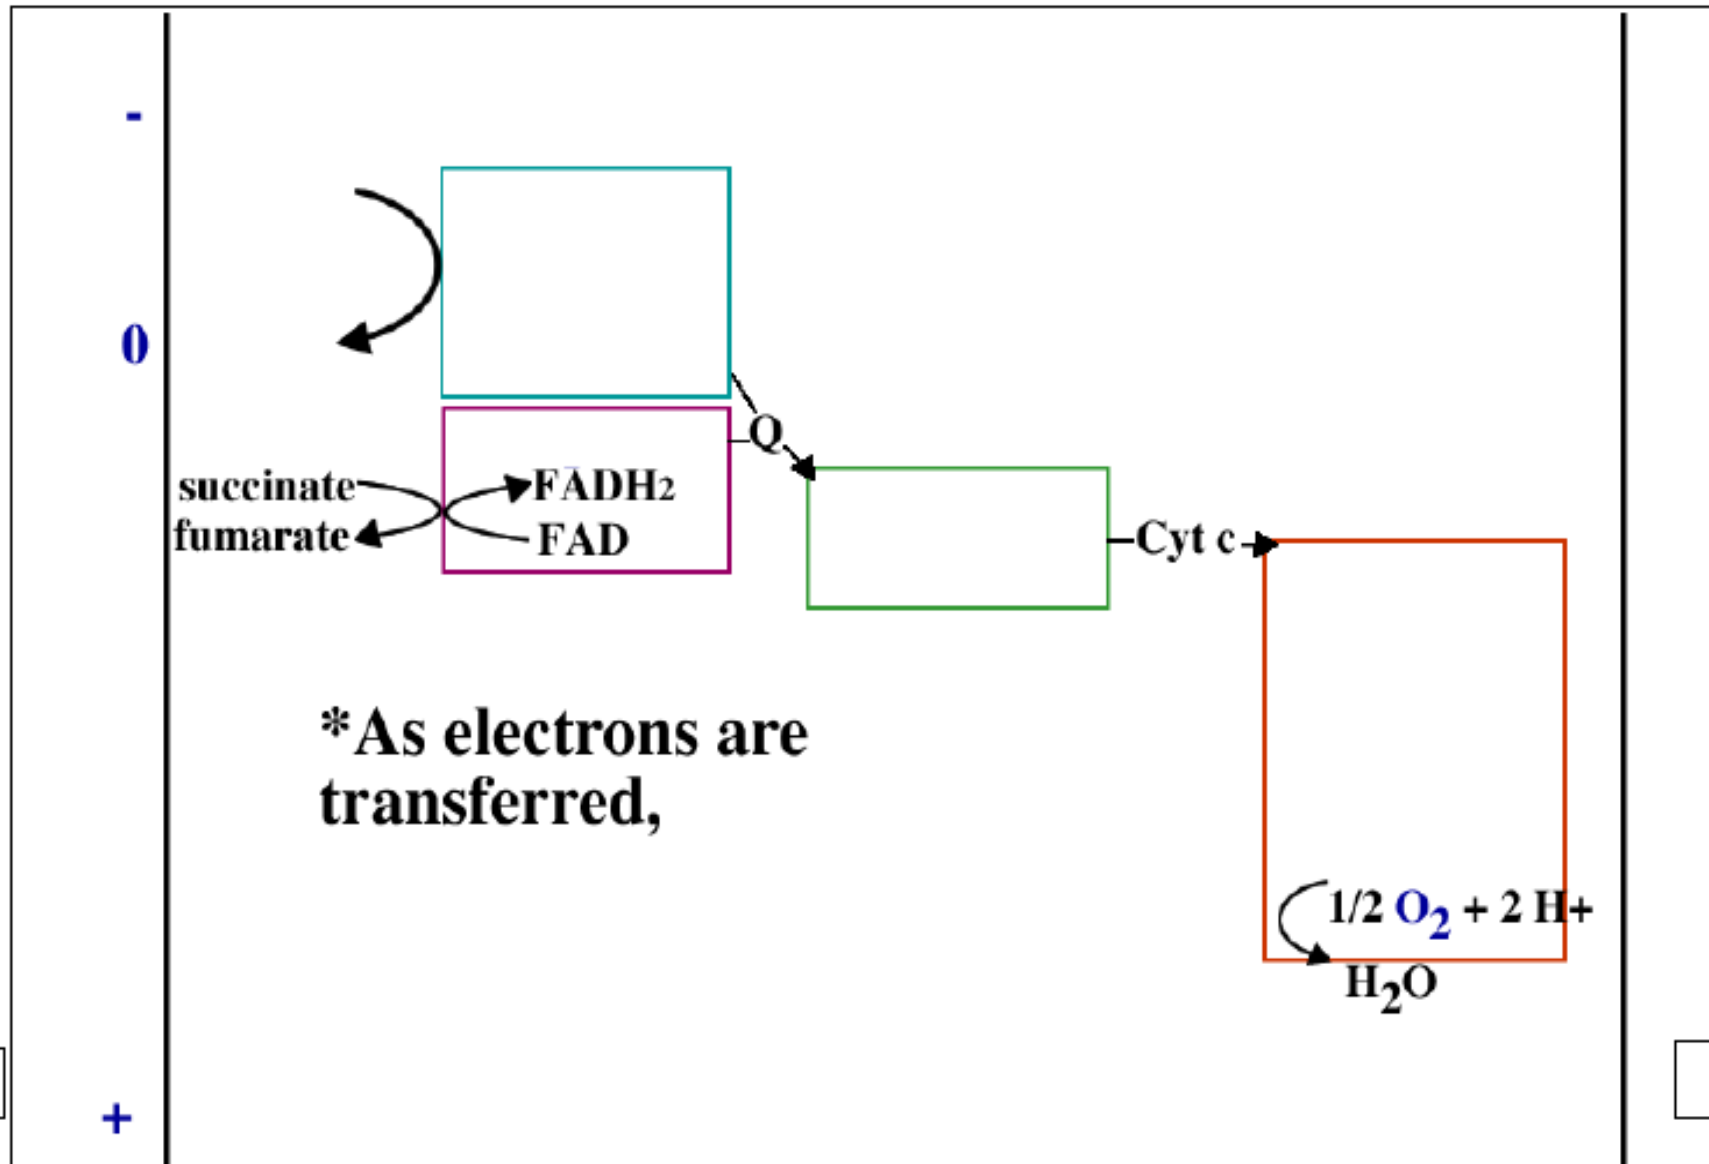 -
0
Q
succinate FADH2
fumarate FAD
Cyt c
*As electrons are
transferred,
1/2 O2 + 2 H+
H2O
+